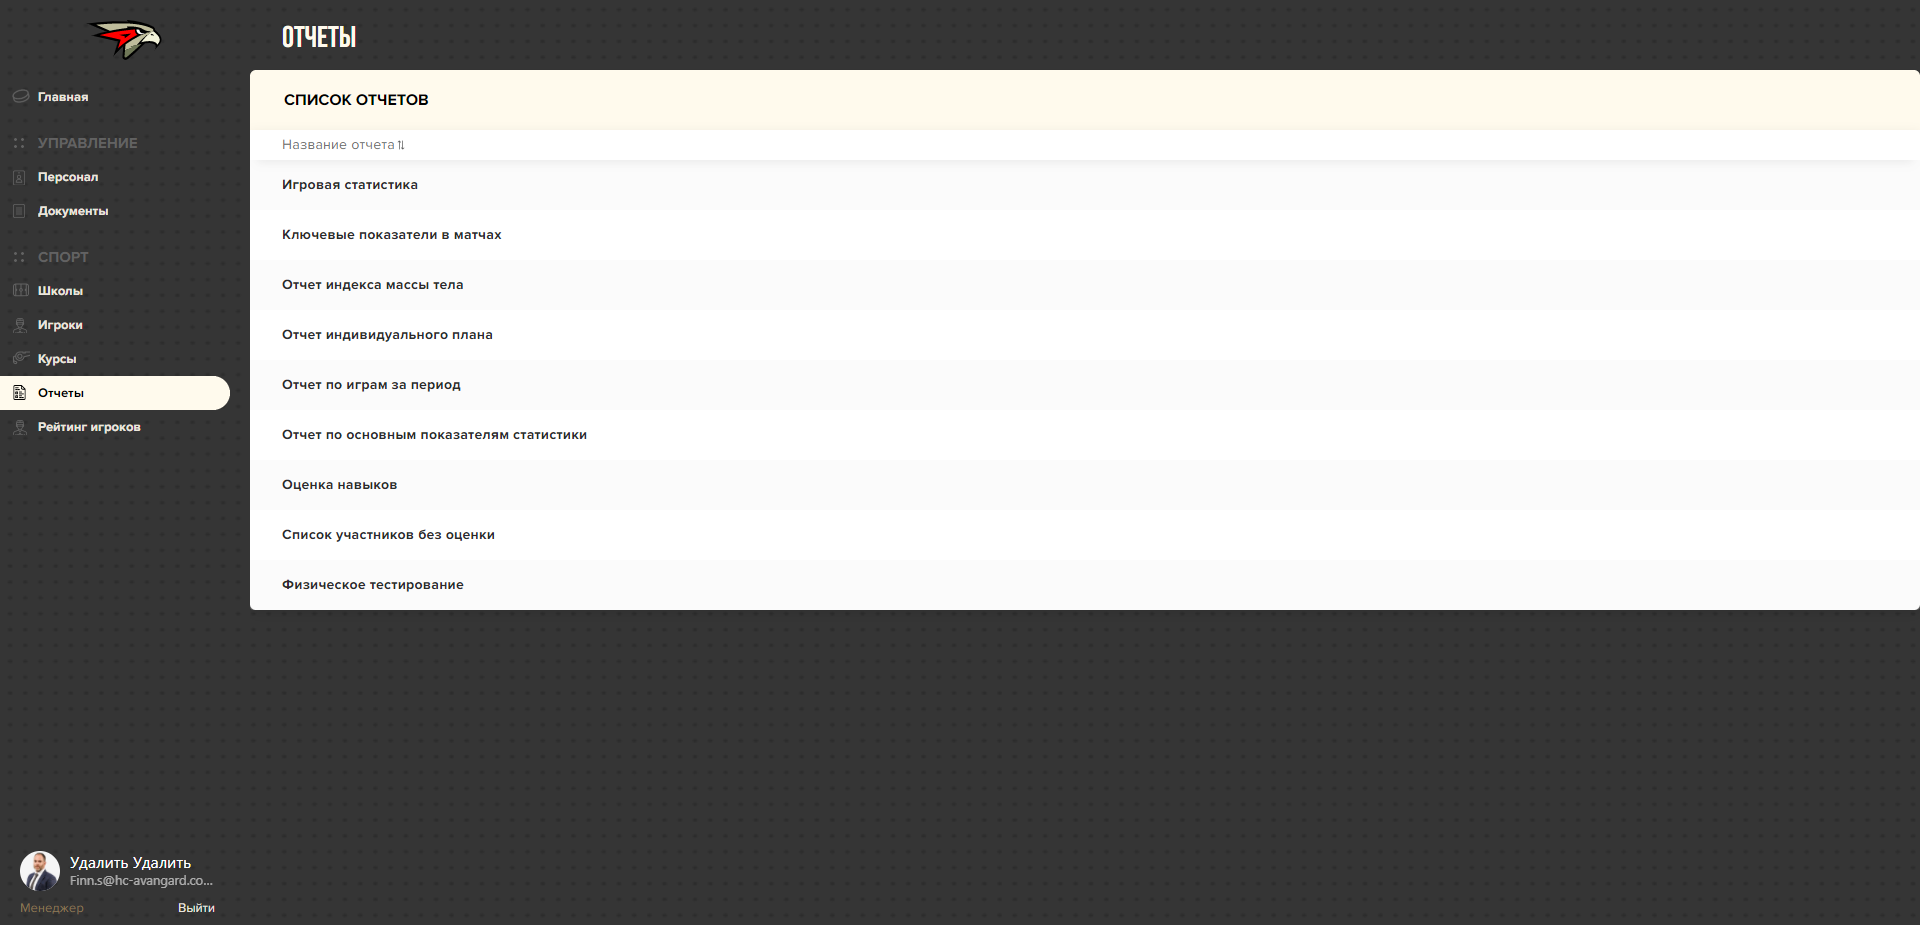 ОТЧЕТЫ
Главная
УПРАВЛЕНИЕ
Персонал
Документы
СПОРТ
Школы
Игроки
Курсы
Отчеты
Рейтинг игроков
СПИСОК ОТЧЕТОВ
Название отчета
Игровая статистика
Ключевые показатели в матчах
Отчет индекса массы тела
Отчет индивидуального плана
Отчет по играм за период
Отчет по основным показателям статистики
Оценка навыков
Список участников без оценки
Физическое тестирование
Удалить Удалить
Finn.s@hc-avangard.co...
Менеджер Выйти